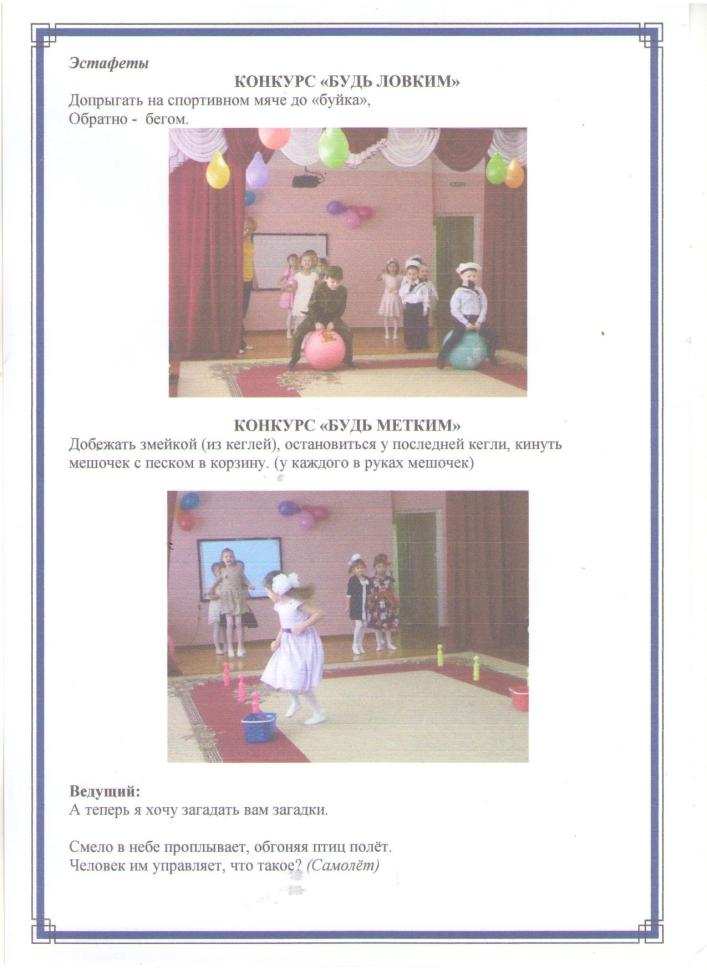 Эстафеты
КОНКУРС «БУДЬ ЛОВКИМ»
Допрыгать на спортивном мяче до «буйка»,
Обратно - бегом.
КОНКУРС «БУДЬ МЕТКИМ»
Добежать змейкой (из кеглей), остановиться у последней кегли, кинуть
мешочек с песком в корзину. (у каждого в руках мешочек)
Ведущий:
А теперь я хочу загадать вам загадки.
Смело в небе проплывает, обгоняя птиц полёт.
Человек им управляет, что такое? (Самолёт)